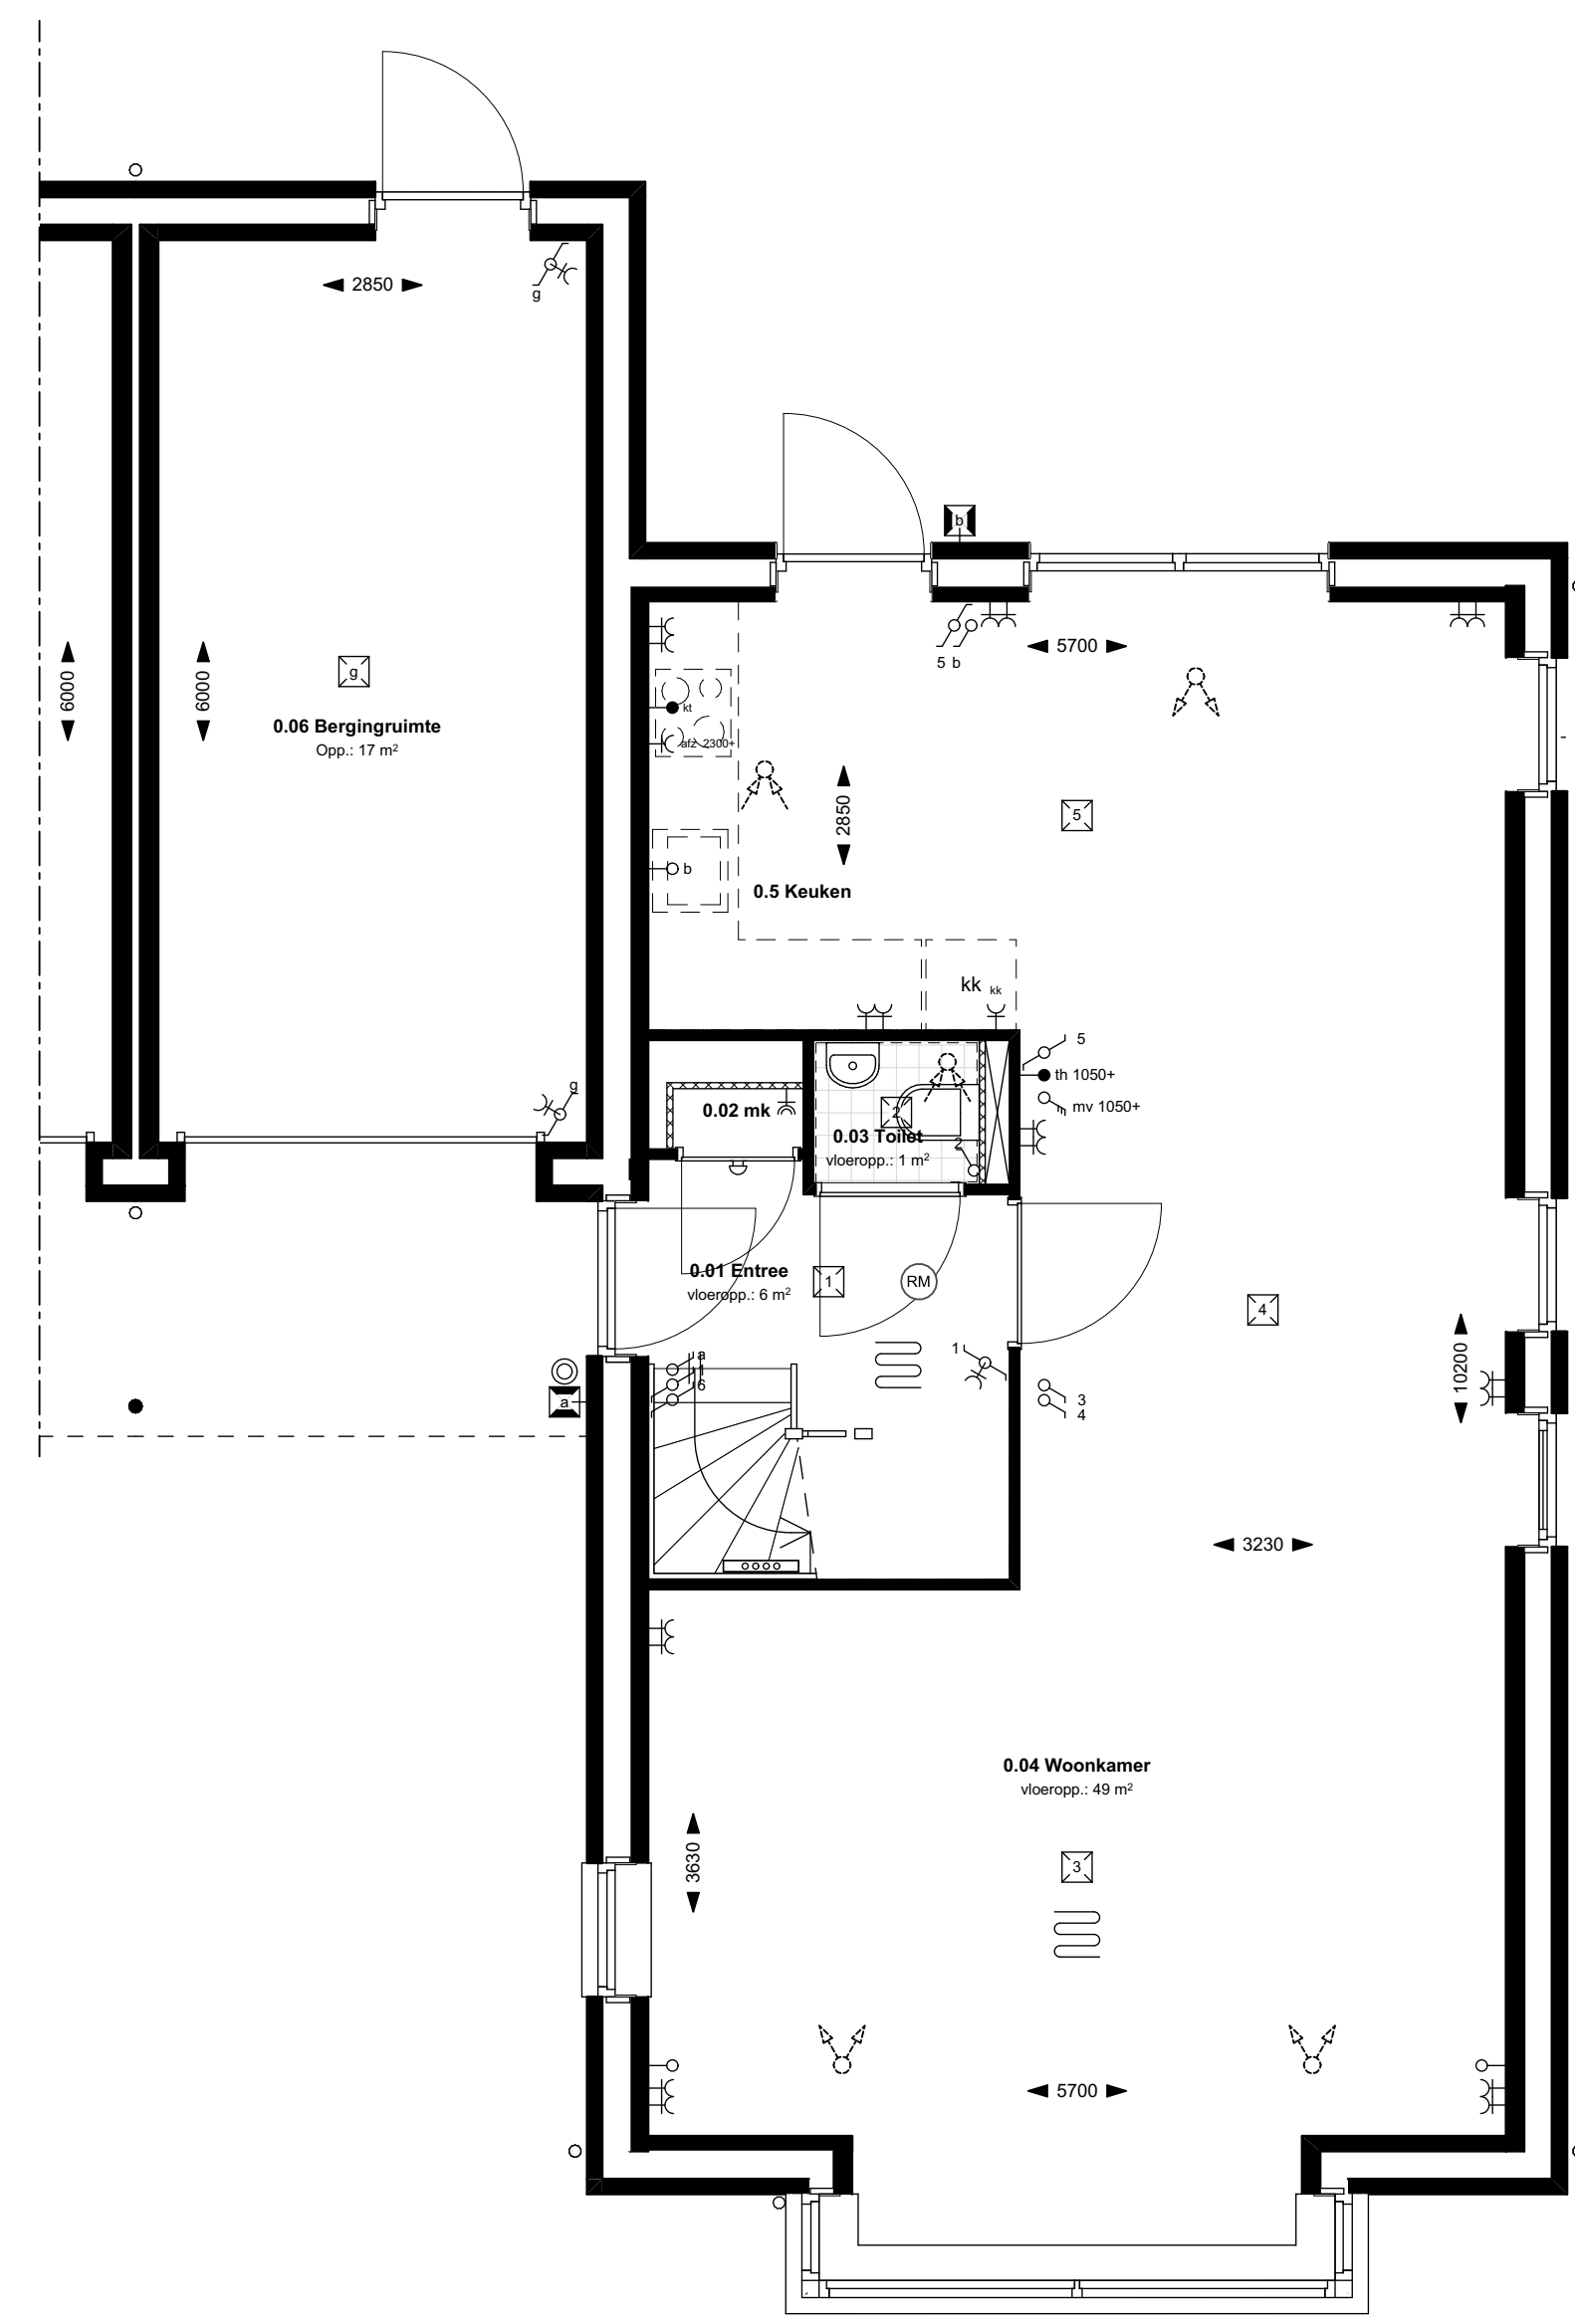 2850
g
6000
6000
g
0.06 Bergingruimte
Opp.: 17 m²
b
5 b
5700
kt
afz 2300+
2850
5
b
0.5 Keuken
kk
kk
5
th 1050+
mv 1050+
g
0.02 mk
2
0.03 Toilet
vloeropp.: 1 m²
2
0.01 Entree
vloeropp.: 6 m²
1
RM
4
a
1
6
a
1
3
4
10200
3230
0.04 Woonkamer
vloeropp.: 49 m²
3630
3
5700